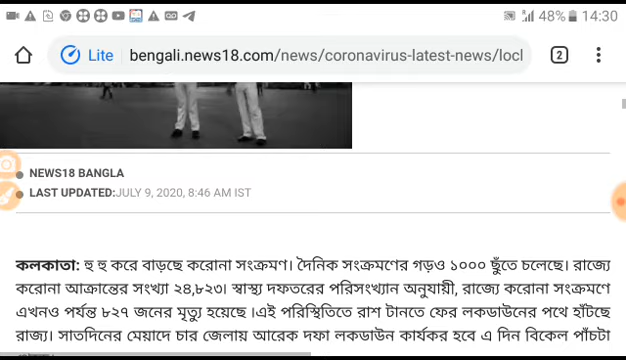 48% 14:30
Lite bengali.news18.com/news/coronavirus-latest-news/locl
2
NEWS18 BANGLA
LAST UPDATED:JULY 9, 2020, 8:46 AM IST
কলকাতা: হু হু করে বাড়ছে করোনা সংক্রমণ। দৈনিক সংক্রমণের গড়ও ১০০০ ছুঁতে চলেছে। রাজ্যে
করোনা আক্রান্তের সংখ্যা ২৪,৮২৩। স্বাস্থ্য দফতরের পরিসংখ্যান অনুযায়ী, রাজ্যে করোনা সংক্রমণে
এখনও পর্যন্ত ৮২৭ জনের মৃত্যু হয়েছে ।এই পরিস্থিতিতে রাশ টানতে ফের লকডাউনের পথে হাঁটছে
রাজ্য। সাতদিনের মেয়াদে চার জেলায় আরেক দফা লকডাউন কার্যকর হবে এ দিন বিকেল পাঁচটা